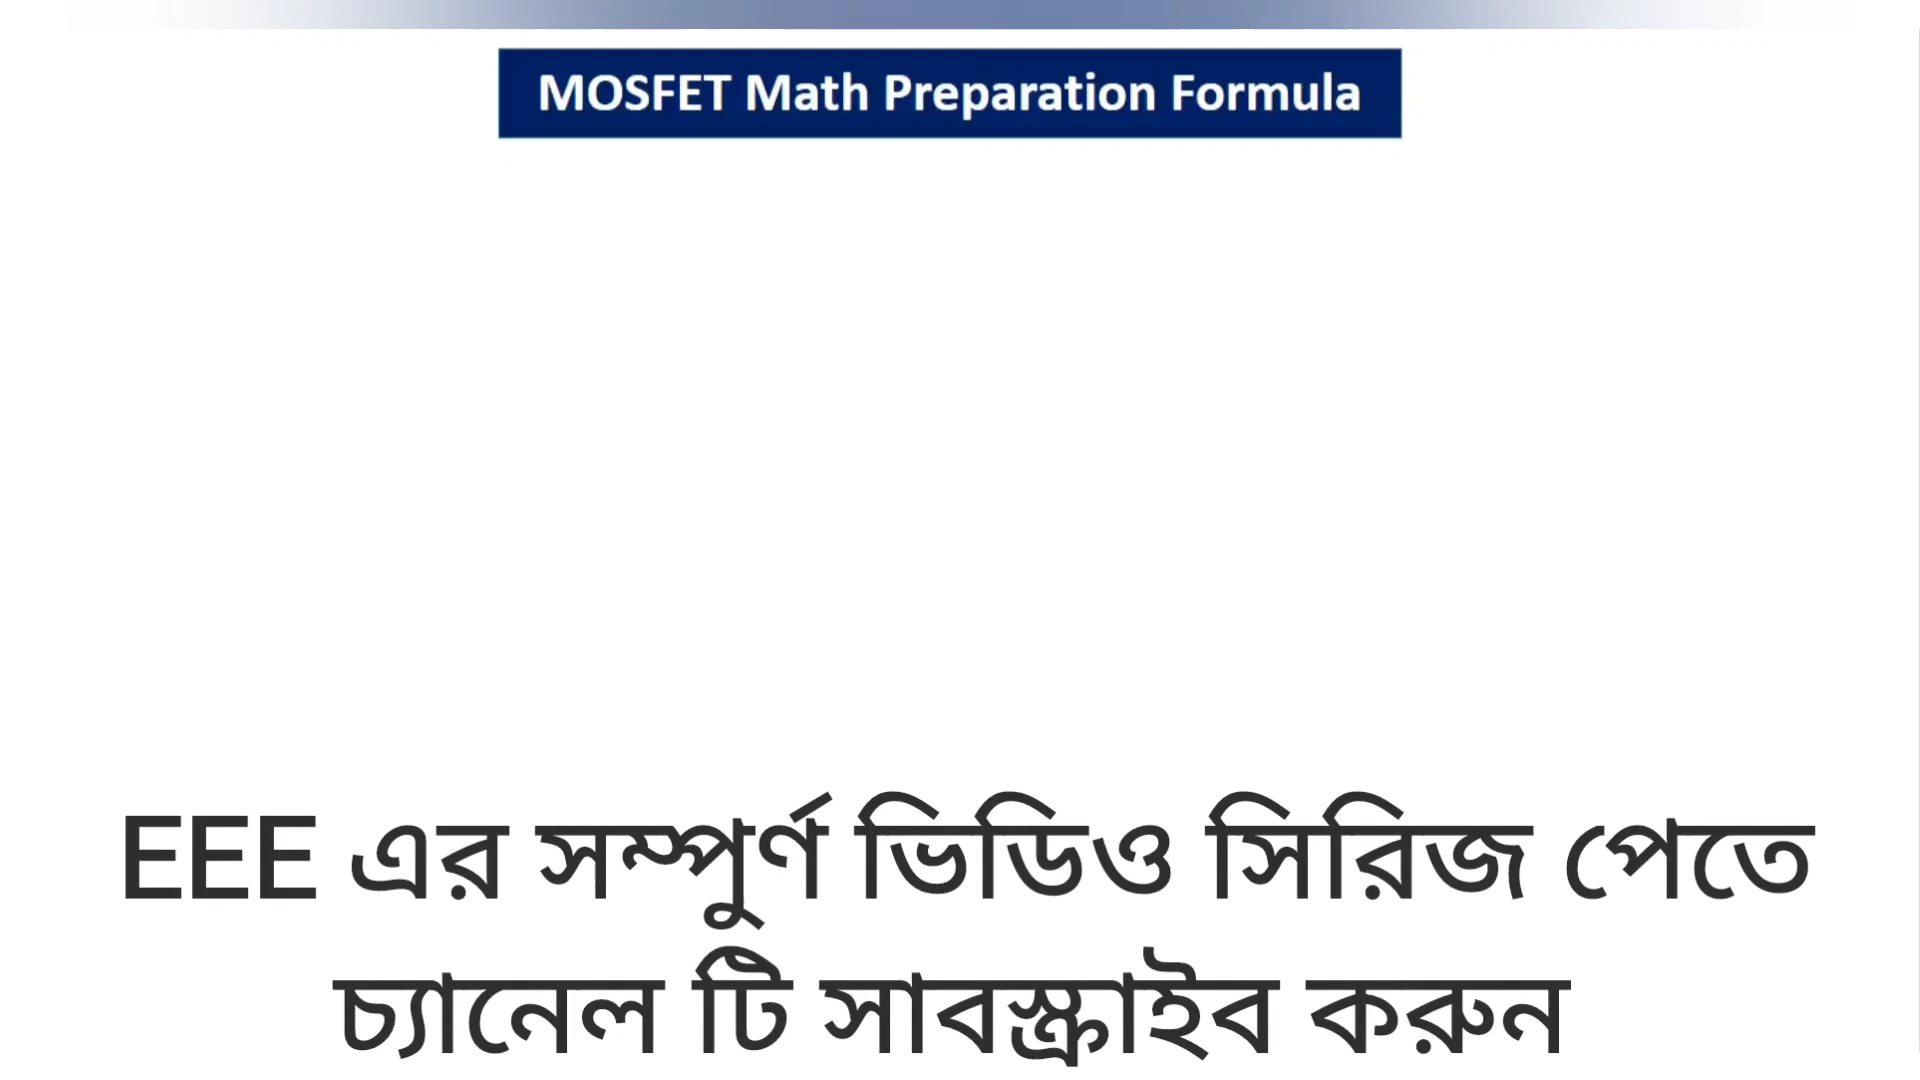 MOSFET Math Preparation Formula
EEE এর সম্পুর্ণ ভিডিও সিরিজ পেতে
চ্যানেল টি সাবস্ক্রাইব করুন